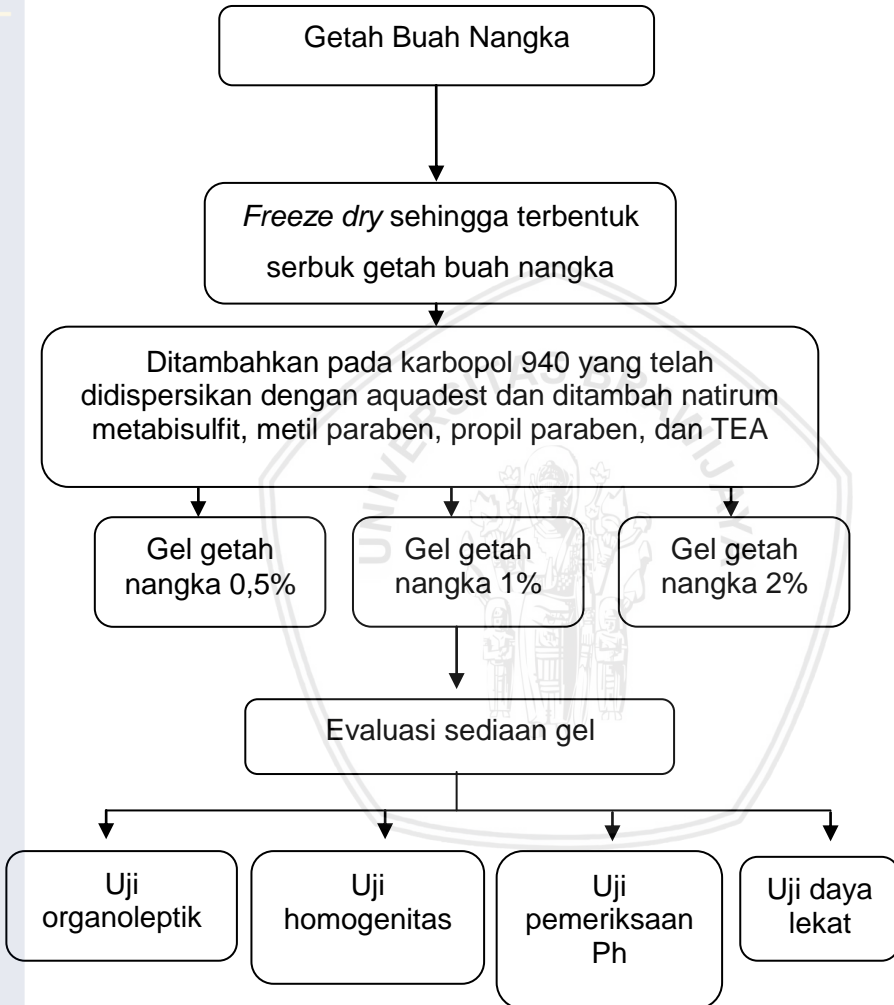 Getah Buah Nangka
Freeze dry sehingga terbentuk
serbuk getah buah nangka
Ditambahkan pada karbopol 940 yang telah
didispersikan dengan aquadest dan ditambah natirum
metabisulfit, metil paraben, propil paraben, dan TEA
UNIVERSITAS BRAWIJAYA
Gel getah
nangka 0,5%
Gel getah
nangka 1%
Gel getah
nangka 2%
Evaluasi sediaan gel
Uji
organoleptik
Uji
homogenitas
Uji
pemeriksaan
Ph
Uji daya
lekat